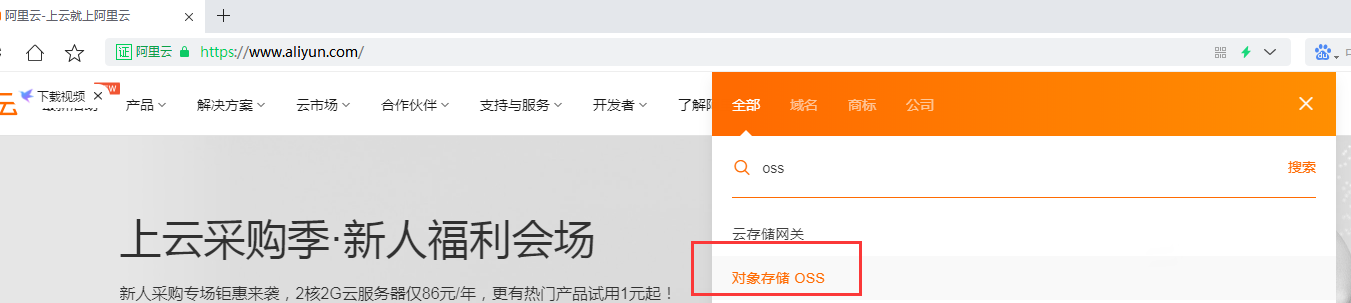 阿里云-上云就上阿里云
证 阿里云 https://www.aliyun.com/
云 下载视频 产品 解决方案 云市场 合作伙伴 支持与服务 开发者 了解
全部 域名 商标 公司
oss 搜索
云存储网关
对象存储 OSS
上云采购季·新人福利会场
新人采购专场钜惠来袭，2核2G云服务器仅86元/年，更有热门产品试用1元起！